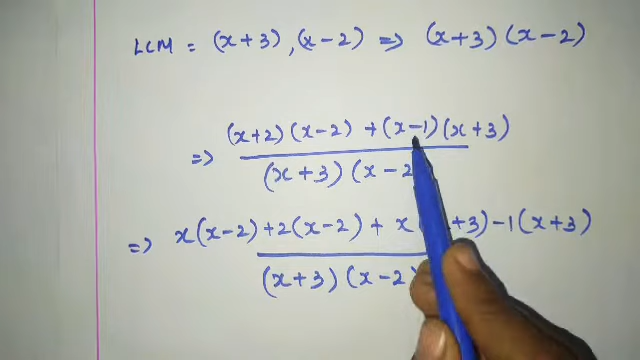 LCM = (x+3), (x-2) => (x+3) (x-2)
(x+2) (x-2) + (x-1) (x+3)
=>
(x+3) (x-2
=> x(x-2) +2(x-2) + x( +3) -1(x+3)
(x+3) (x-2)